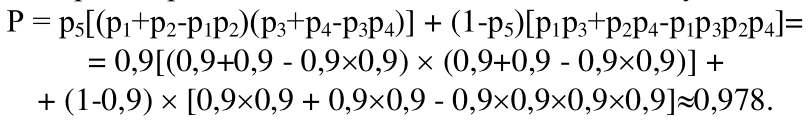 P = p₅[(p₁+p₂-p₁p₂)(p₃+p₄-p₃p₄)] + (1-p₅)[p₁p₃+p₂p₄-p₁p₃p₂p₄]=
= 0,9[(0,9+0,9 - 0,9×0,9) × (0,9+0,9 - 0,9×0,9)] +
+ (1-0,9) × [0,9×0,9 + 0,9×0,9 - 0,9×0,9×0,9×0,9]≈0,978.